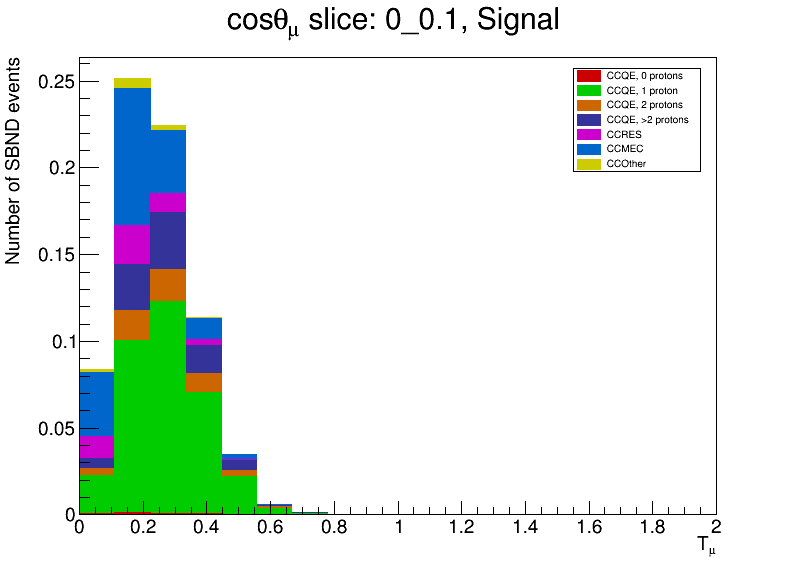 cosθμ slice: 0_0.1, Signal
Number of SBND events
0.25
0.2
0.15
0.1
0.05
0
CCQE, 0 protons
CCQE, 1 proton
CCQE, 2 protons
CCQE, >2 protons
CCRES
CCMEC
CCOther
0 0.2 0.4 0.6 0.8 1 1.2 1.4 1.6 1.8 2
Tμ